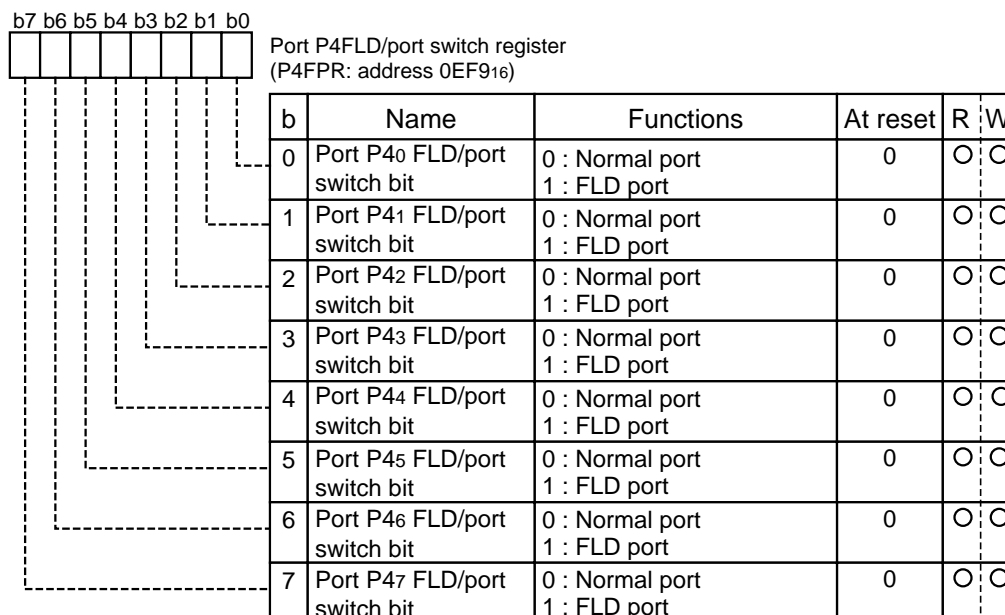 b7 b6 b5 b4 b3 b2 b1 b0
Port P4FLD/port switch register
(P4FPR: address 0EF916)
b Name Functions At reset R W
0 Port P40 FLD/port switch bit 0 : Normal port 1 : FLD port 0 O O
1 Port P41 FLD/port switch bit 0 : Normal port 1 : FLD port 0 O O
2 Port P42 FLD/port switch bit 0 : Normal port 1 : FLD port 0 O O
3 Port P43 FLD/port switch bit 0 : Normal port 1 : FLD port 0 O O
4 Port P44 FLD/port switch bit 0 : Normal port 1 : FLD port 0 O O
5 Port P45 FLD/port switch bit 0 : Normal port 1 : FLD port 0 O O
6 Port P46 FLD/port switch bit 0 : Normal port 1 : FLD port 0 O O
7 Port P47 FLD/port switch bit 0 : Normal port 1 : FLD port 0 O O